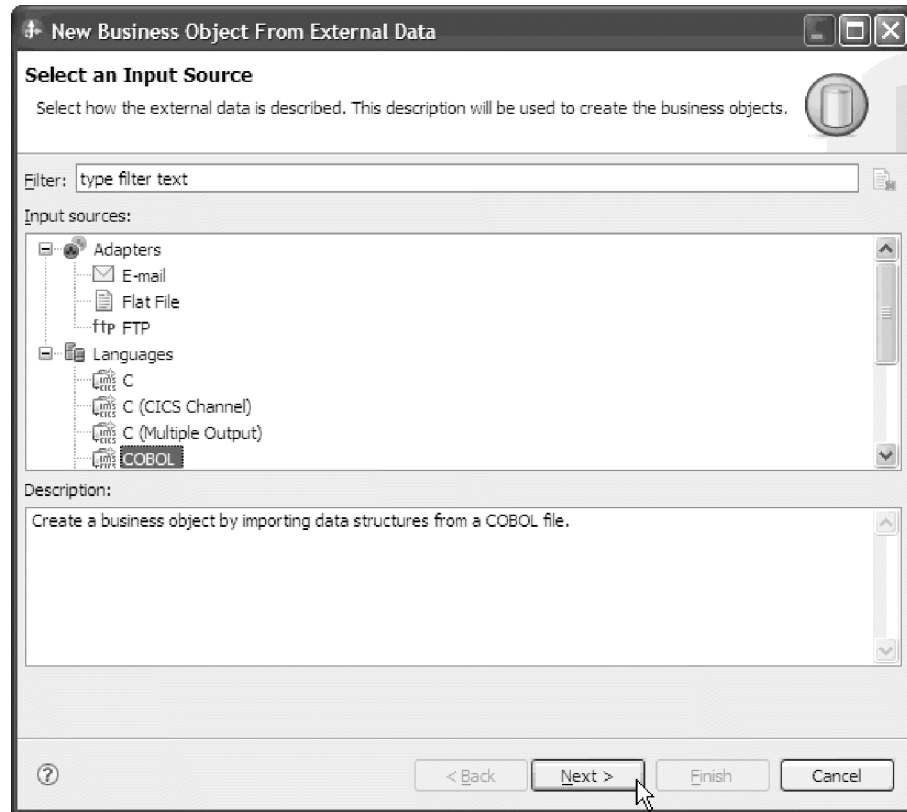 New Business Object From External Data
Select an Input Source
Select how the external data is described. This description will be used to create the business objects.
Filter: type filter text
Input sources:
Adapters
E-mail
Flat File
ftp FTP
Languages
C
C (CICS Channel)
C (Multiple Output)
COBOL
Description:
Create a business object by importing data structures from a COBOL file.
< Back Next > Finish Cancel